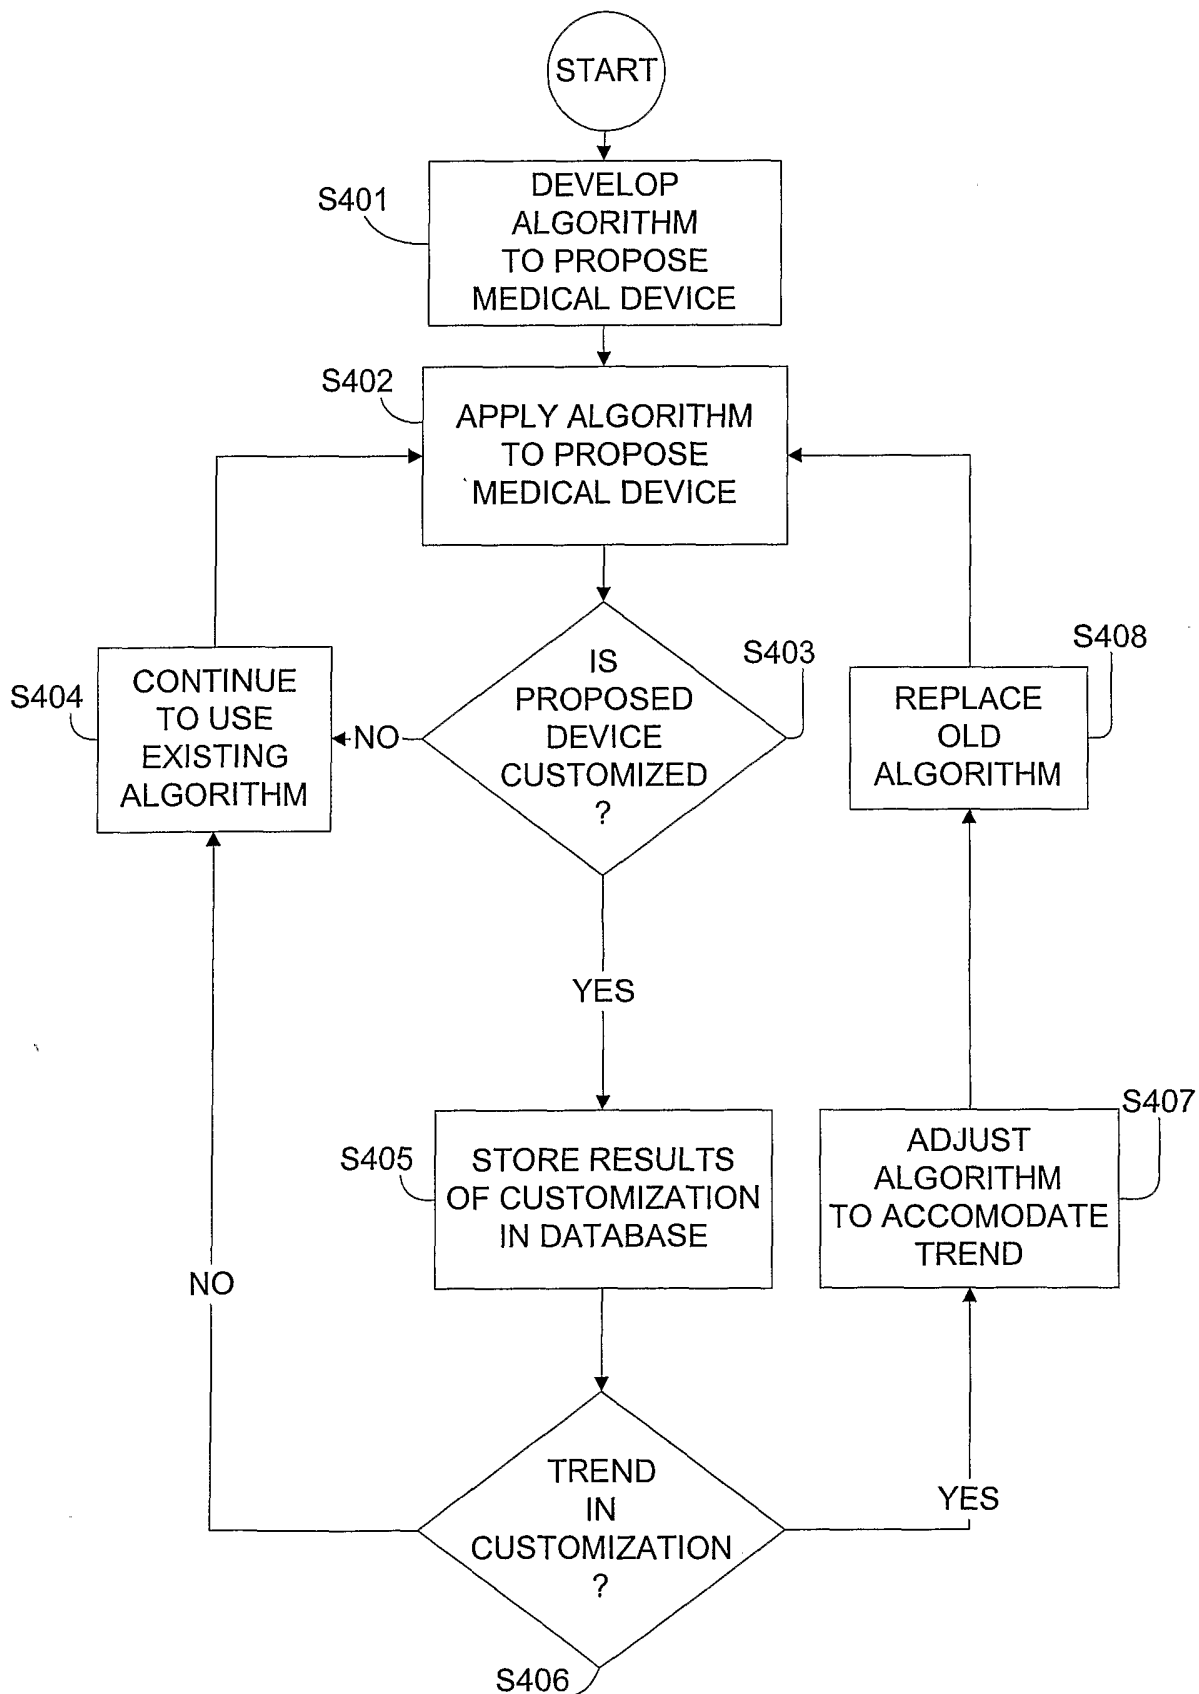 START
S401
DEVELOP
ALGORITHM
TO PROPOSE
MEDICAL DEVICE
S402
APPLY ALGORITHM
TO PROPOSE
MEDICAL DEVICE
S403
IS
PROPOSED
DEVICE
CUSTOMIZED
?
NO
S404
CONTINUE
TO USE
EXISTING
ALGORITHM
S408
REPLACE
OLD
ALGORITHM
YES
S405
STORE RESULTS
OF CUSTOMIZATION
IN DATABASE
S407
ADJUST
ALGORITHM
TO ACCOMODATE
TREND
NO
TREND
IN
CUSTOMIZATION
?
YES
S406